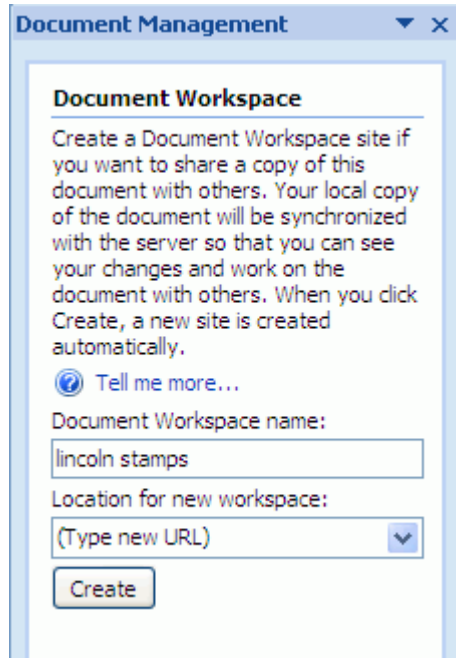 Document Management
Document Workspace
Create a Document Workspace site if
you want to share a copy of this
document with others. Your local copy
of the document will be synchronized
with the server so that you can see
your changes and work on the
document with others. When you click
Create, a new site is created
automatically.
Tell me more...
Document Workspace name:
lincoln stamps
Location for new workspace:
(Type new URL)
Create